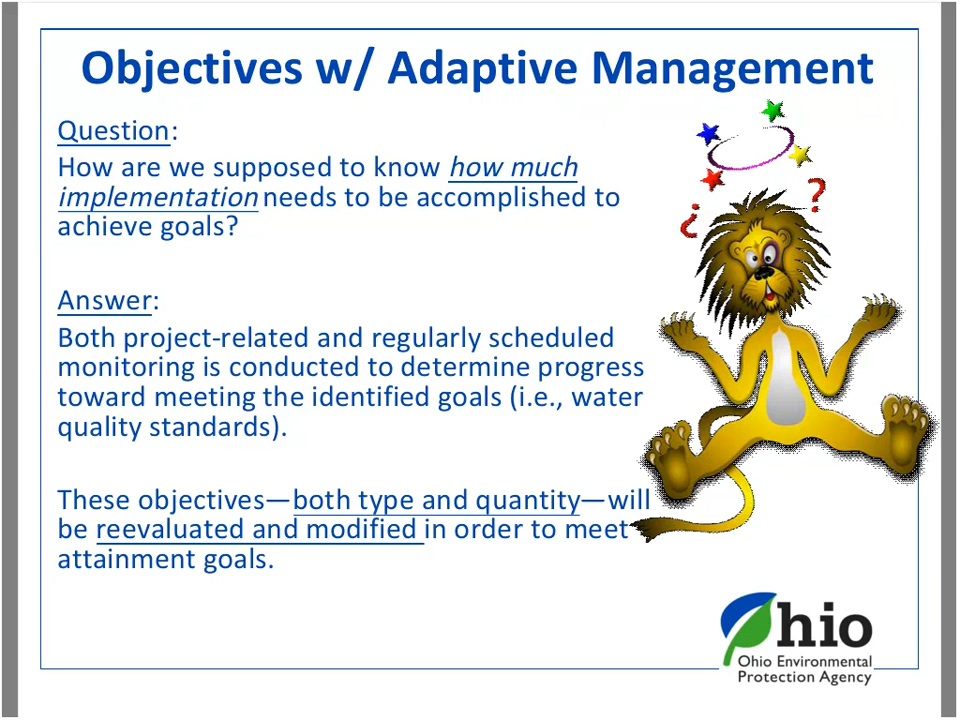 Objectives w/ Adaptive Management
Question:
How are we supposed to know how much
implementation needs to be accomplished to
achieve goals?
Answer:
Both project-related and regularly scheduled
monitoring is conducted to determine progress
toward meeting the identified goals (i.e., water
quality standards).
These objectives—both type and quantity—will
be reevaluated and modified in order to meet
attainment goals.
¿ ?
Ohio
Ohio Environmental
Protection Agency